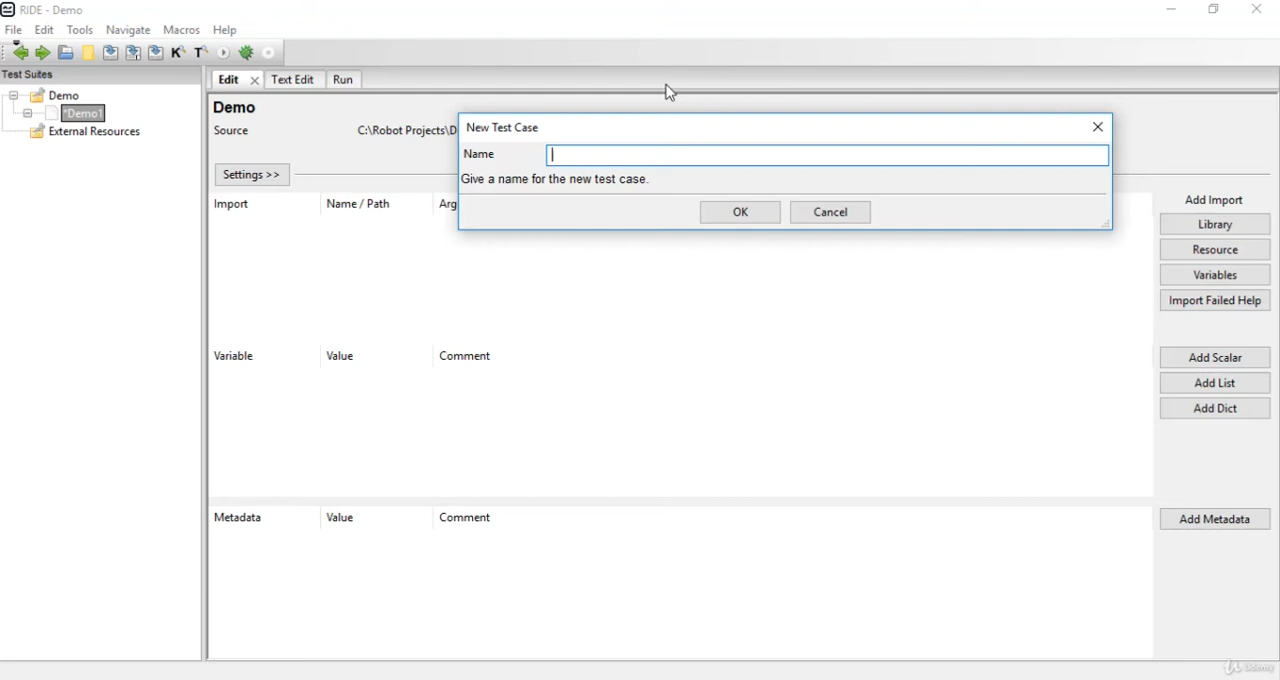 RIDE - Demo
File Edit Tools Navigate Macros Help
K T
Test Suites
Demo
*Demo1
External Resources
Edit Text Edit Run
Demo
Source C:\Robot Projects\D
Settings >>
Import Name / Path Arg
New Test Case
Name
Give a name for the new test case.
OK Cancel
Add Import
Library
Resource
Variables
Import Failed Help
Variable Value Comment
Add Scalar
Add List
Add Dict
Metadata Value Comment
Add Metadata
Udemy